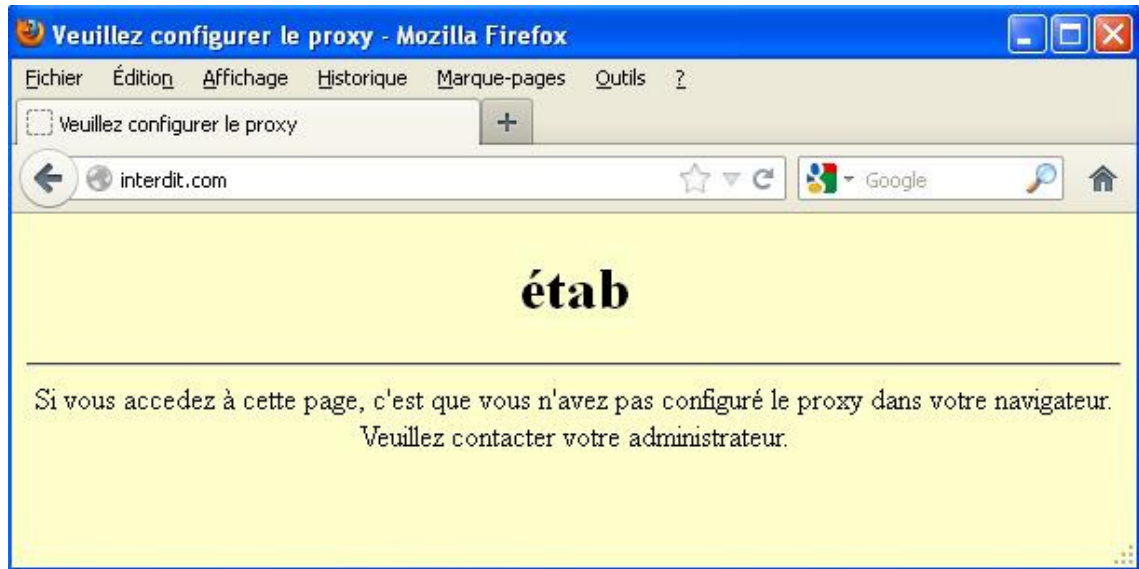 Veuillez configurer le proxy - Mozilla Firefox
Fichier Édition Affichage Historique Marque-pages Outils ?
Veuillez configurer le proxy +
interdit.com Google
étab
Si vous accedez à cette page, c'est que vous n'avez pas configuré le proxy dans votre navigateur.
Veuillez contacter votre administrateur.